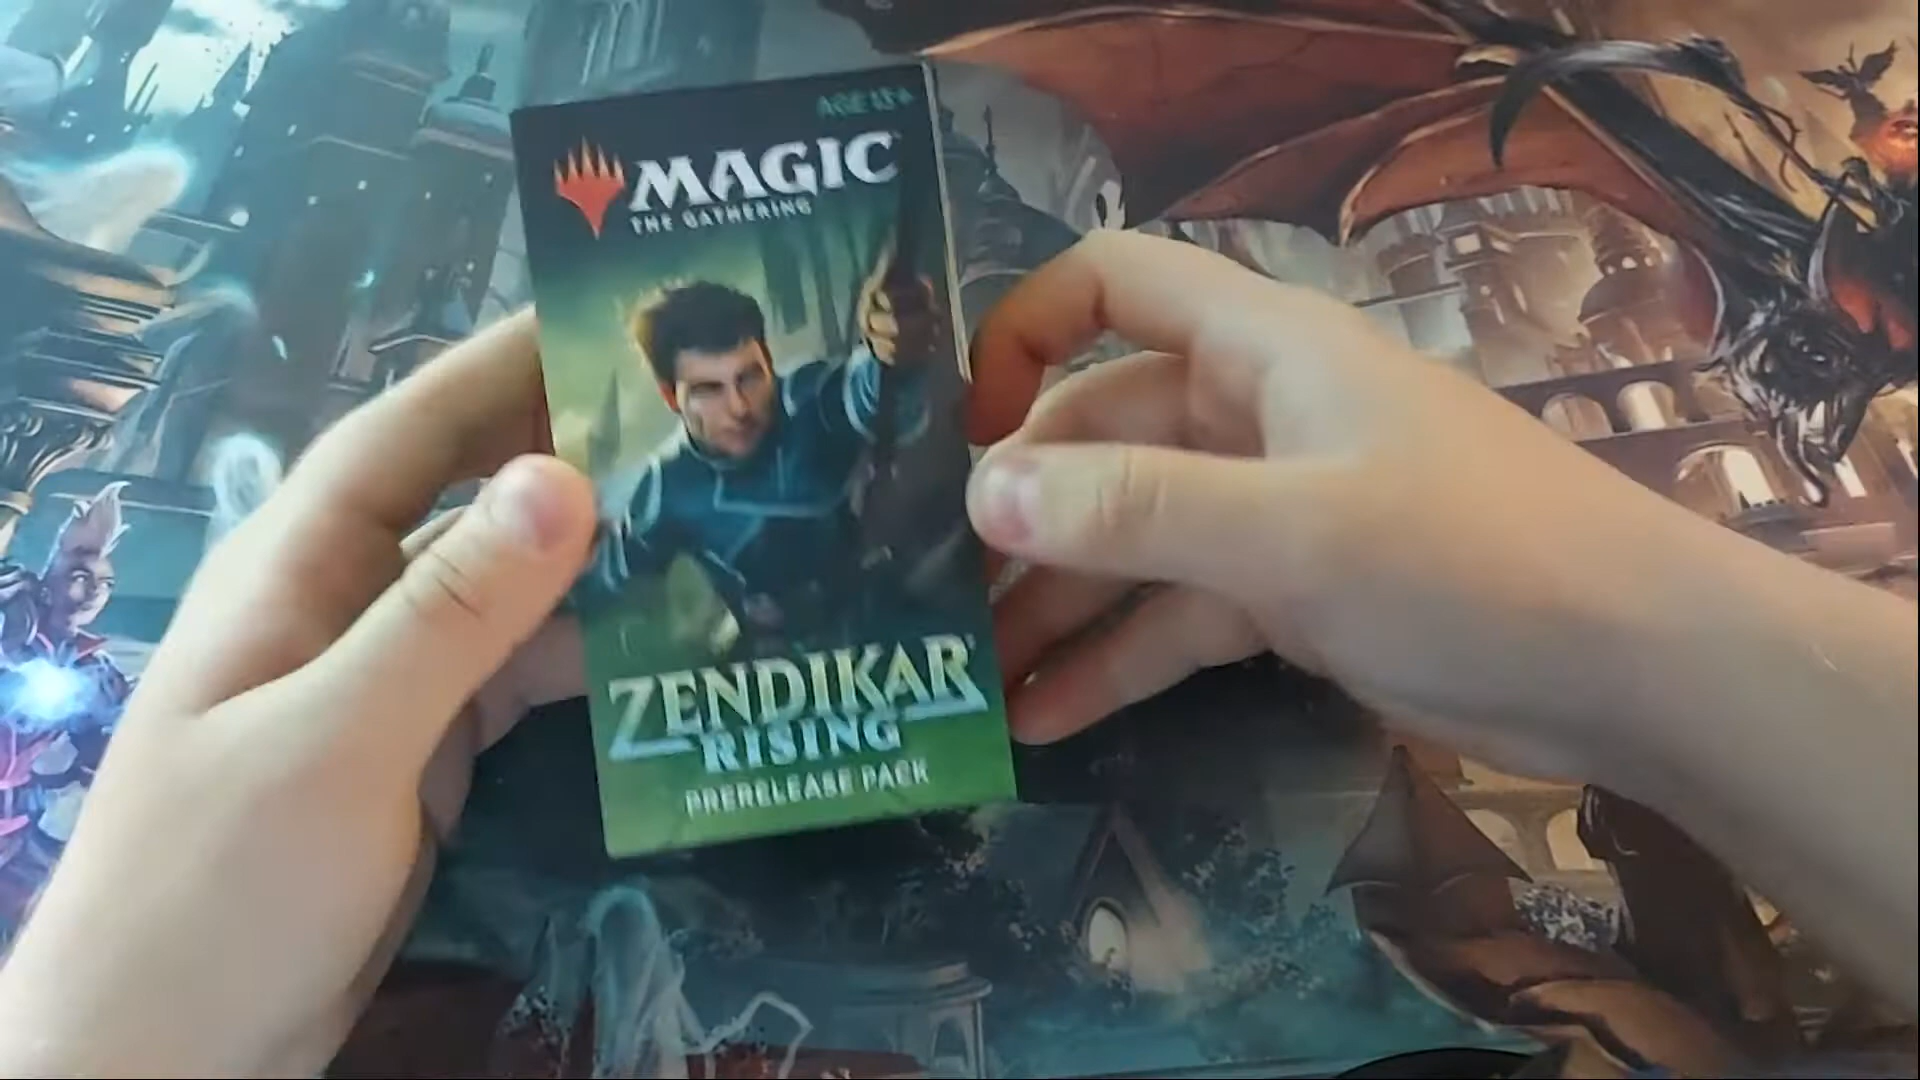 AGE 13+
MAGIC
THE GATHERING
ZENDIKAR
RISING
PRERELEASE PACK